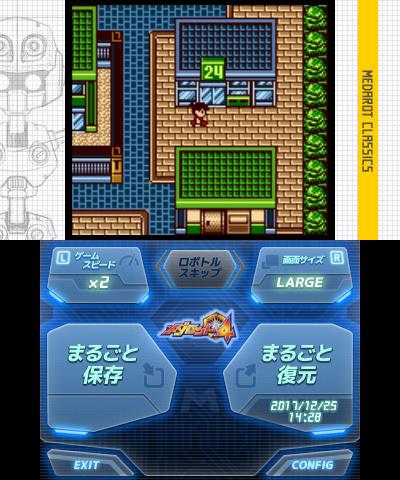 24
MEDAROT CLASSICS
L ゲームスピード
×2
ロボトル
スキップ
画面サイズ R
LARGE
メダロット4
まるごと
保存
まるごと
復元
2017/12/25
14:28
EXIT
CONFIG